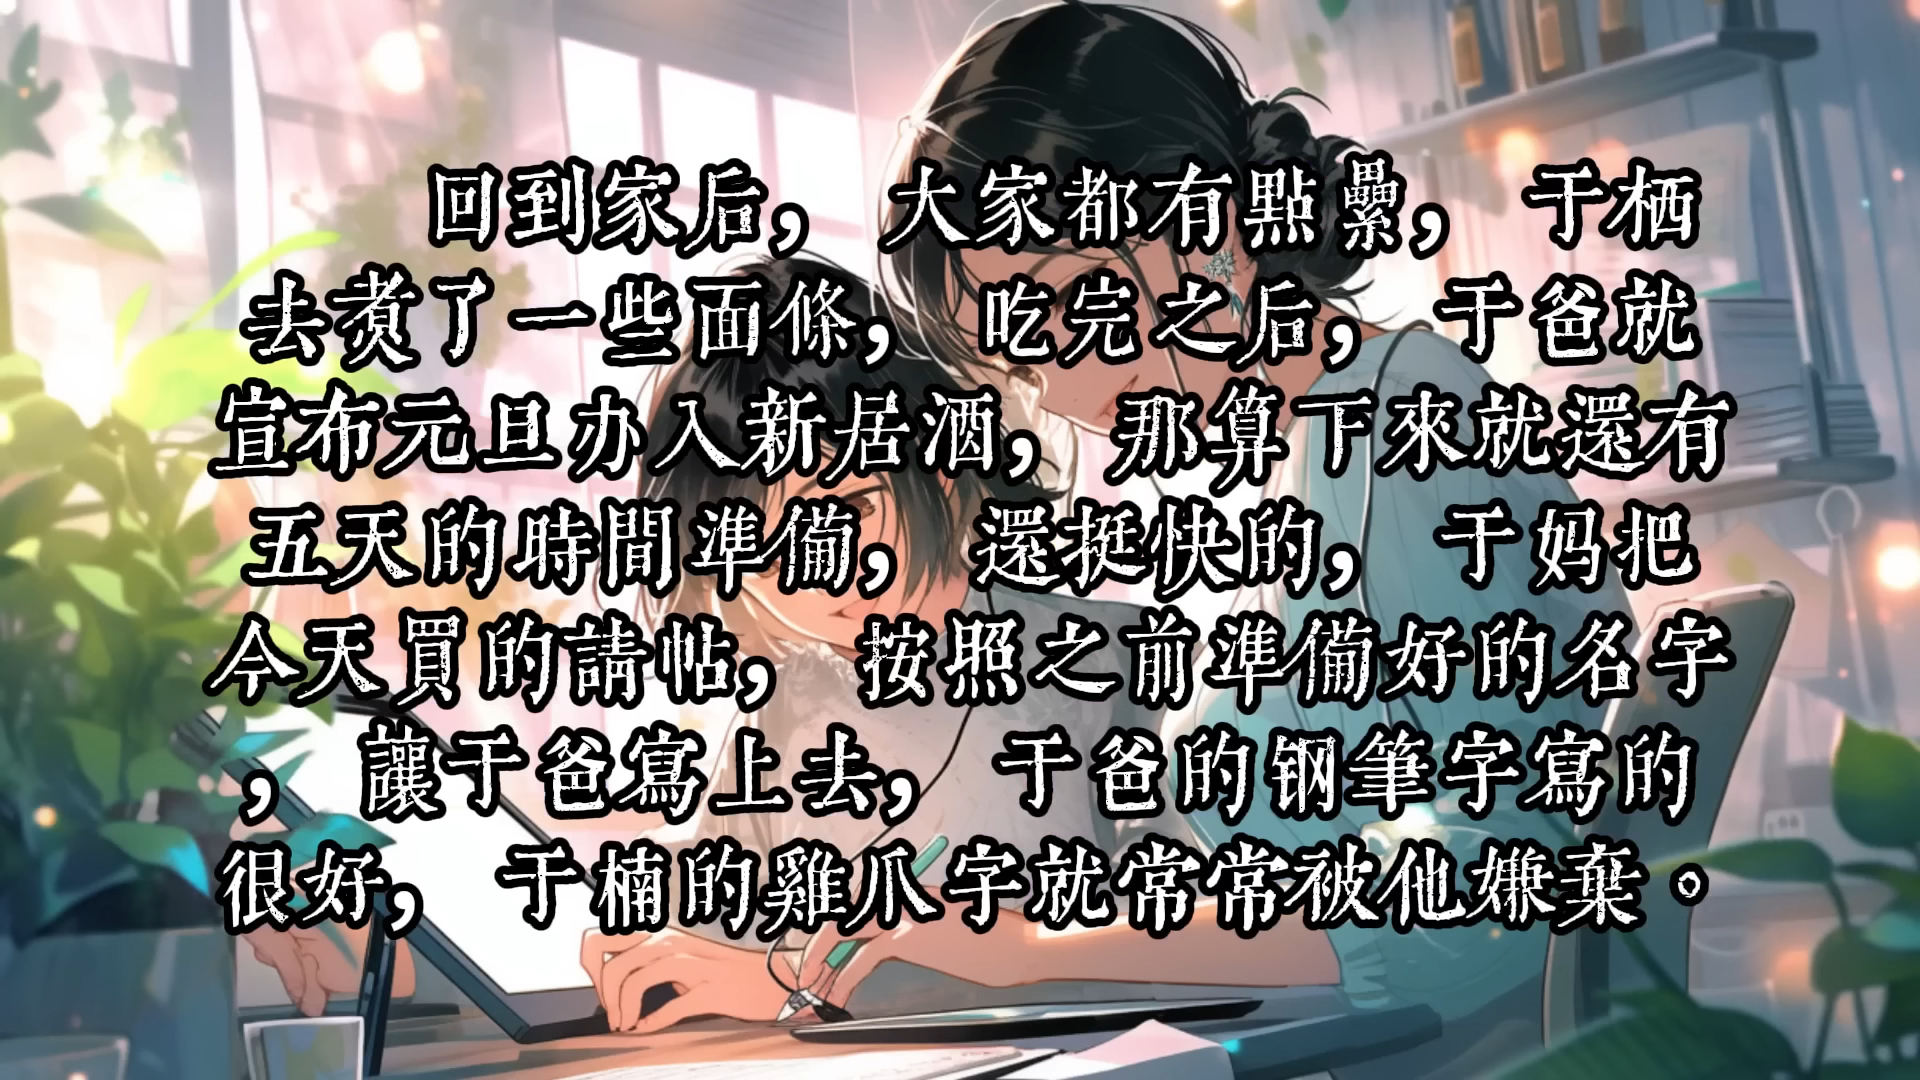 回到家后，大家都有點纍，于栖
去煮了一些面條，吃完之后，于爸就
宣布元旦办入新居酒，那算下來就還有
五天的時間準備，還挺快的，于妈把
今天買的請帖，按照之前準備好的名字
，讓于爸寫上去，于爸的钢筆字寫的
很好，于楠的雞爪字就常常被他嫌棄。